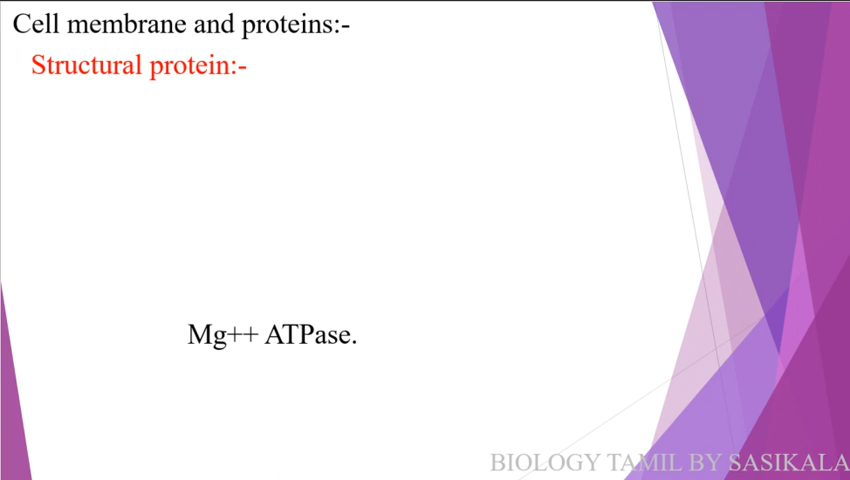 Cell membrane and proteins:-
Structural protein:-
Mg++ ATPase.
BIOLOGY TAMIL BY SASIKALA